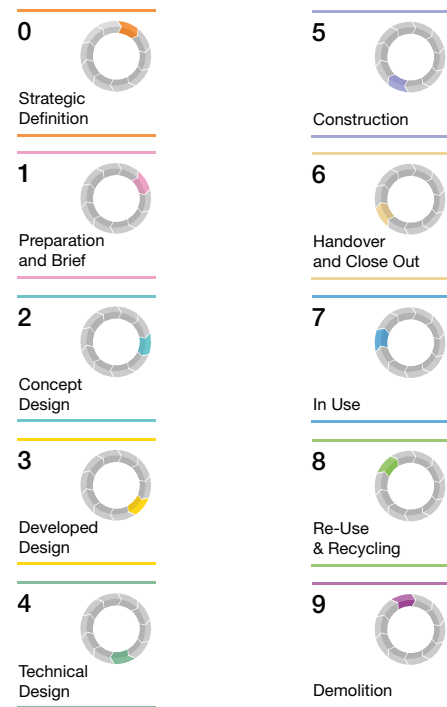 0
Strategic
Definition
1
Preparation
and Brief
2
Concept
Design
3
Developed
Design
4
Technical
Design
5
Construction
6
Handover
and Close Out
7
In Use
8
Re-Use
& Recycling
9
Demolition